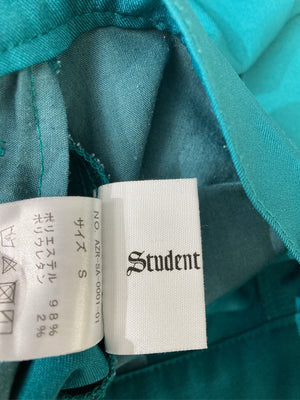 サイズ S
ポリエステル 98%
ポリウレタン 2%
NO AZR-SA-0001-01
Student